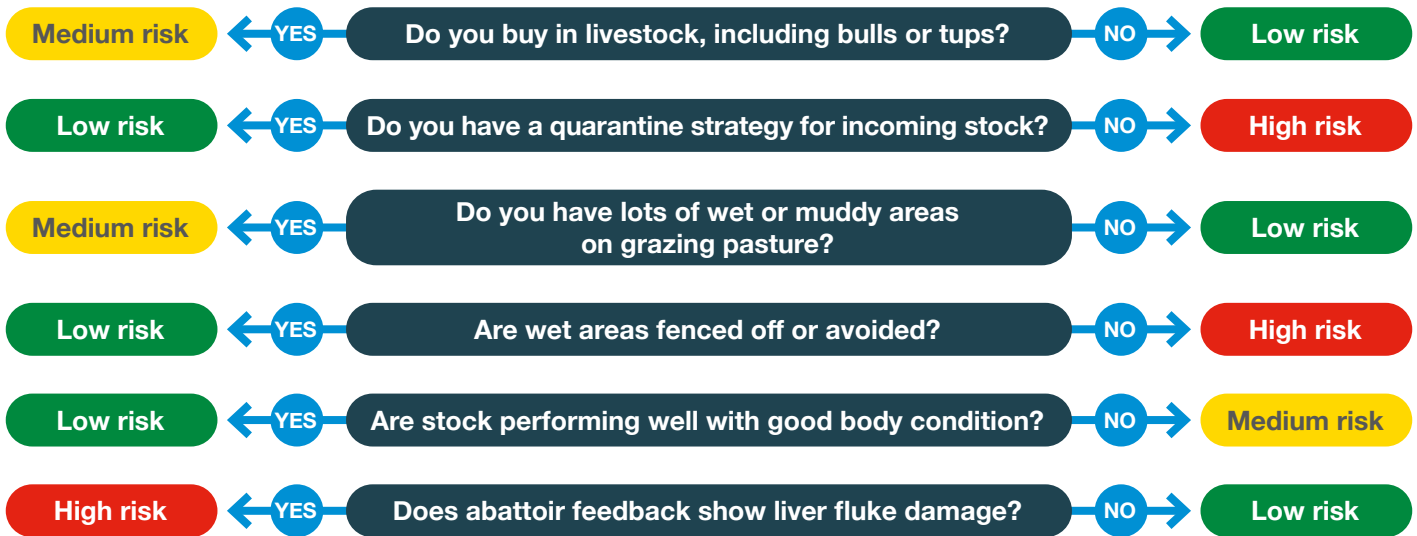 Medium risk YES Do you buy in livestock, including bulls or tups? NO Low risk
Low risk YES Do you have a quarantine strategy for incoming stock? NO High risk
Medium risk YES Do you have lots of wet or muddy areas
on grazing pasture? NO Low risk
Low risk YES Are wet areas fenced off or avoided? NO High risk
Low risk YES Are stock performing well with good body condition? NO Medium risk
High risk YES Does abattoir feedback show liver fluke damage? NO Low risk